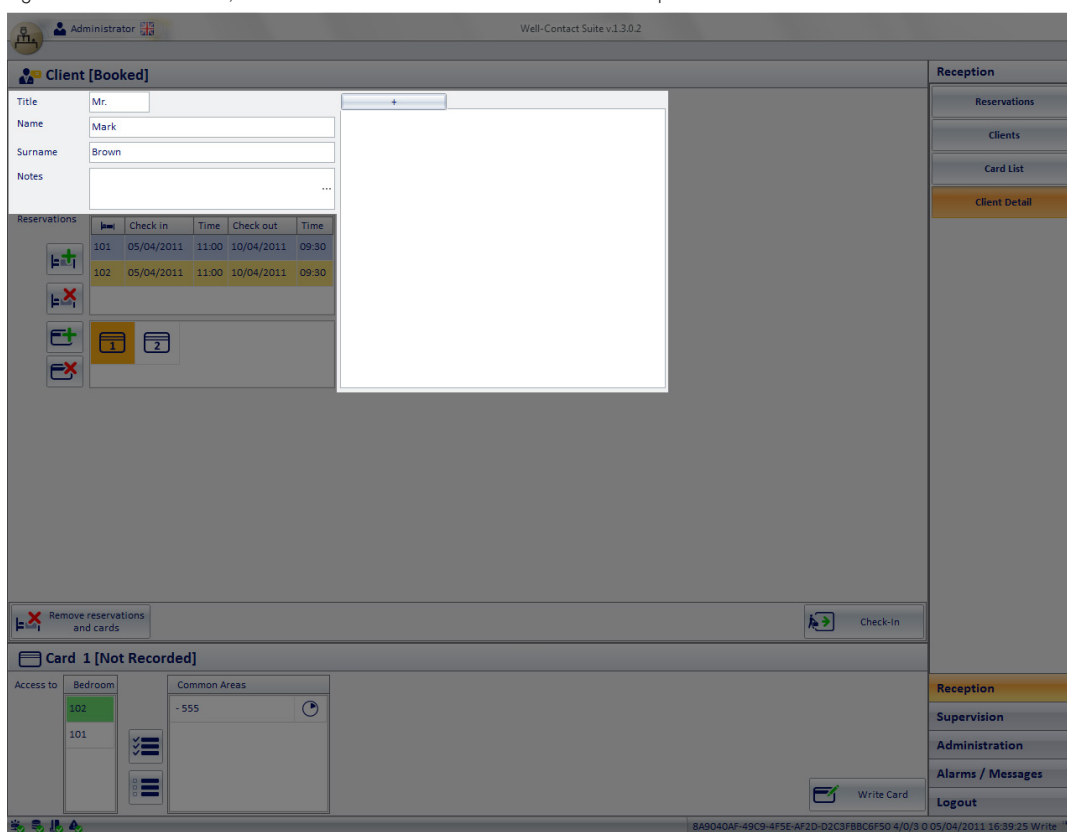 Administrator
Well-Contact Suite v.1.3.0.2
Client [Booked]
Title Mr.
Name Mark
Surname Brown
Notes
...
+
Reservations
Check in Time Check out Time
101 05/04/2011 11:00 10/04/2011 09:30
102 05/04/2011 11:00 10/04/2011 09:30
1 2
Remove reservations
and cards
Check-In
Card 1 [Not Recorded]
Access to Bedroom Common Areas
102 - 555
101
Write Card
Reception
Reservations
Clients
Card List
Client Detail
Reception
Supervision
Administration
Alarms / Messages
Logout
8A9040AF-49C9-4F5E-AF2D-D2C3FBBC6F50 4/0/3 0 05/04/2011 16:39:25 Write